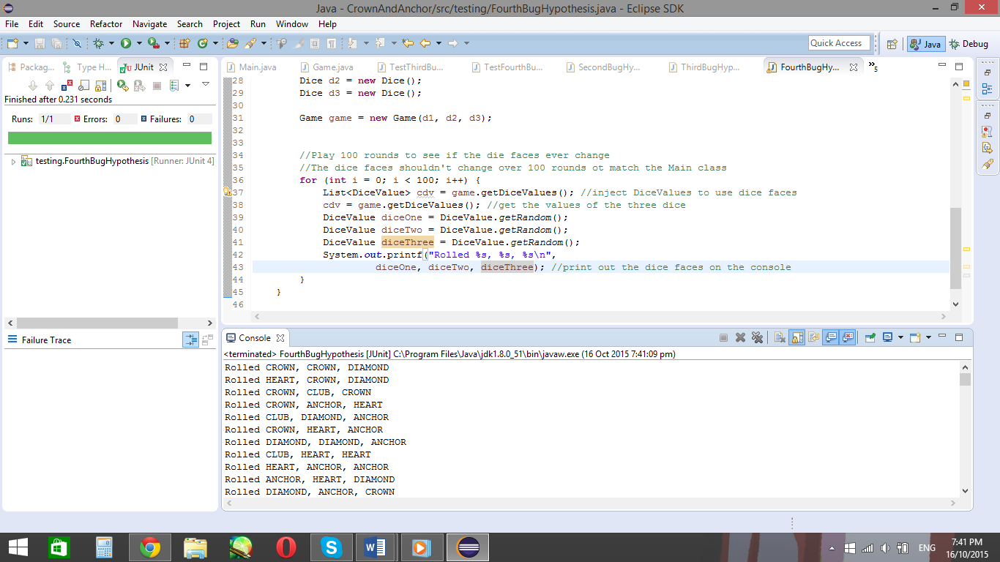 Java - CrownAndAnchor/src/testing/FourthBugHypothesis.java - Eclipse SDK
File Edit Source Refactor Navigate Search Project Run Window Help
Quick Access Java Debug
Packag... Type H... JUnit
Main.java Game.java TestThirdBu... TestFourthBu... SecondBugHy... ThirdBugHyp... FourthBugHy... »5
Finished after 0.231 seconds
Runs: 1/1 Errors: 0 Failures: 0
testing.FourthBugHypothesis [Runner: JUnit 4]
Failure Trace
28 Dice d2 = new Dice();
29 Dice d3 = new Dice();
30
31 Game game = new Game(d1, d2, d3);
32
33
34 //Play 100 rounds to see if the die faces ever change
35 //The dice faces shouldn't change over 100 rounds ot match the Main class
36 for (int i = 0; i < 100; i++) {
37 List<DiceValue> cdv = game.getDiceValues(); //inject DiceValues to use dice faces
38 cdv = game.getDiceValues(); //get the values of the three dice
39 DiceValue diceOne = DiceValue.getRandom();
40 DiceValue diceTwo = DiceValue.getRandom();
41 DiceValue diceThree = DiceValue.getRandom();
42 System.out.printf("Rolled %s, %s, %s\n",
43 diceOne, diceTwo, diceThree); //print out the dice faces on the console
44 }
45 }
46
Console
<terminated> FourthBugHypothesis [JUnit] C:\Program Files\Java\jdk1.8.0_51\bin\javaw.exe (16 Oct 2015 7:41:09 pm)
Rolled CROWN, CROWN, DIAMOND
Rolled HEART, CROWN, DIAMOND
Rolled CROWN, CLUB, CROWN
Rolled CROWN, ANCHOR, HEART
Rolled CLUB, DIAMOND, ANCHOR
Rolled CROWN, HEART, ANCHOR
Rolled DIAMOND, DIAMOND, ANCHOR
Rolled CLUB, HEART, HEART
Rolled HEART, ANCHOR, ANCHOR
Rolled ANCHOR, HEART, DIAMOND
Rolled DIAMOND, ANCHOR, CROWN
ENG
7:41 PM
16/10/2015